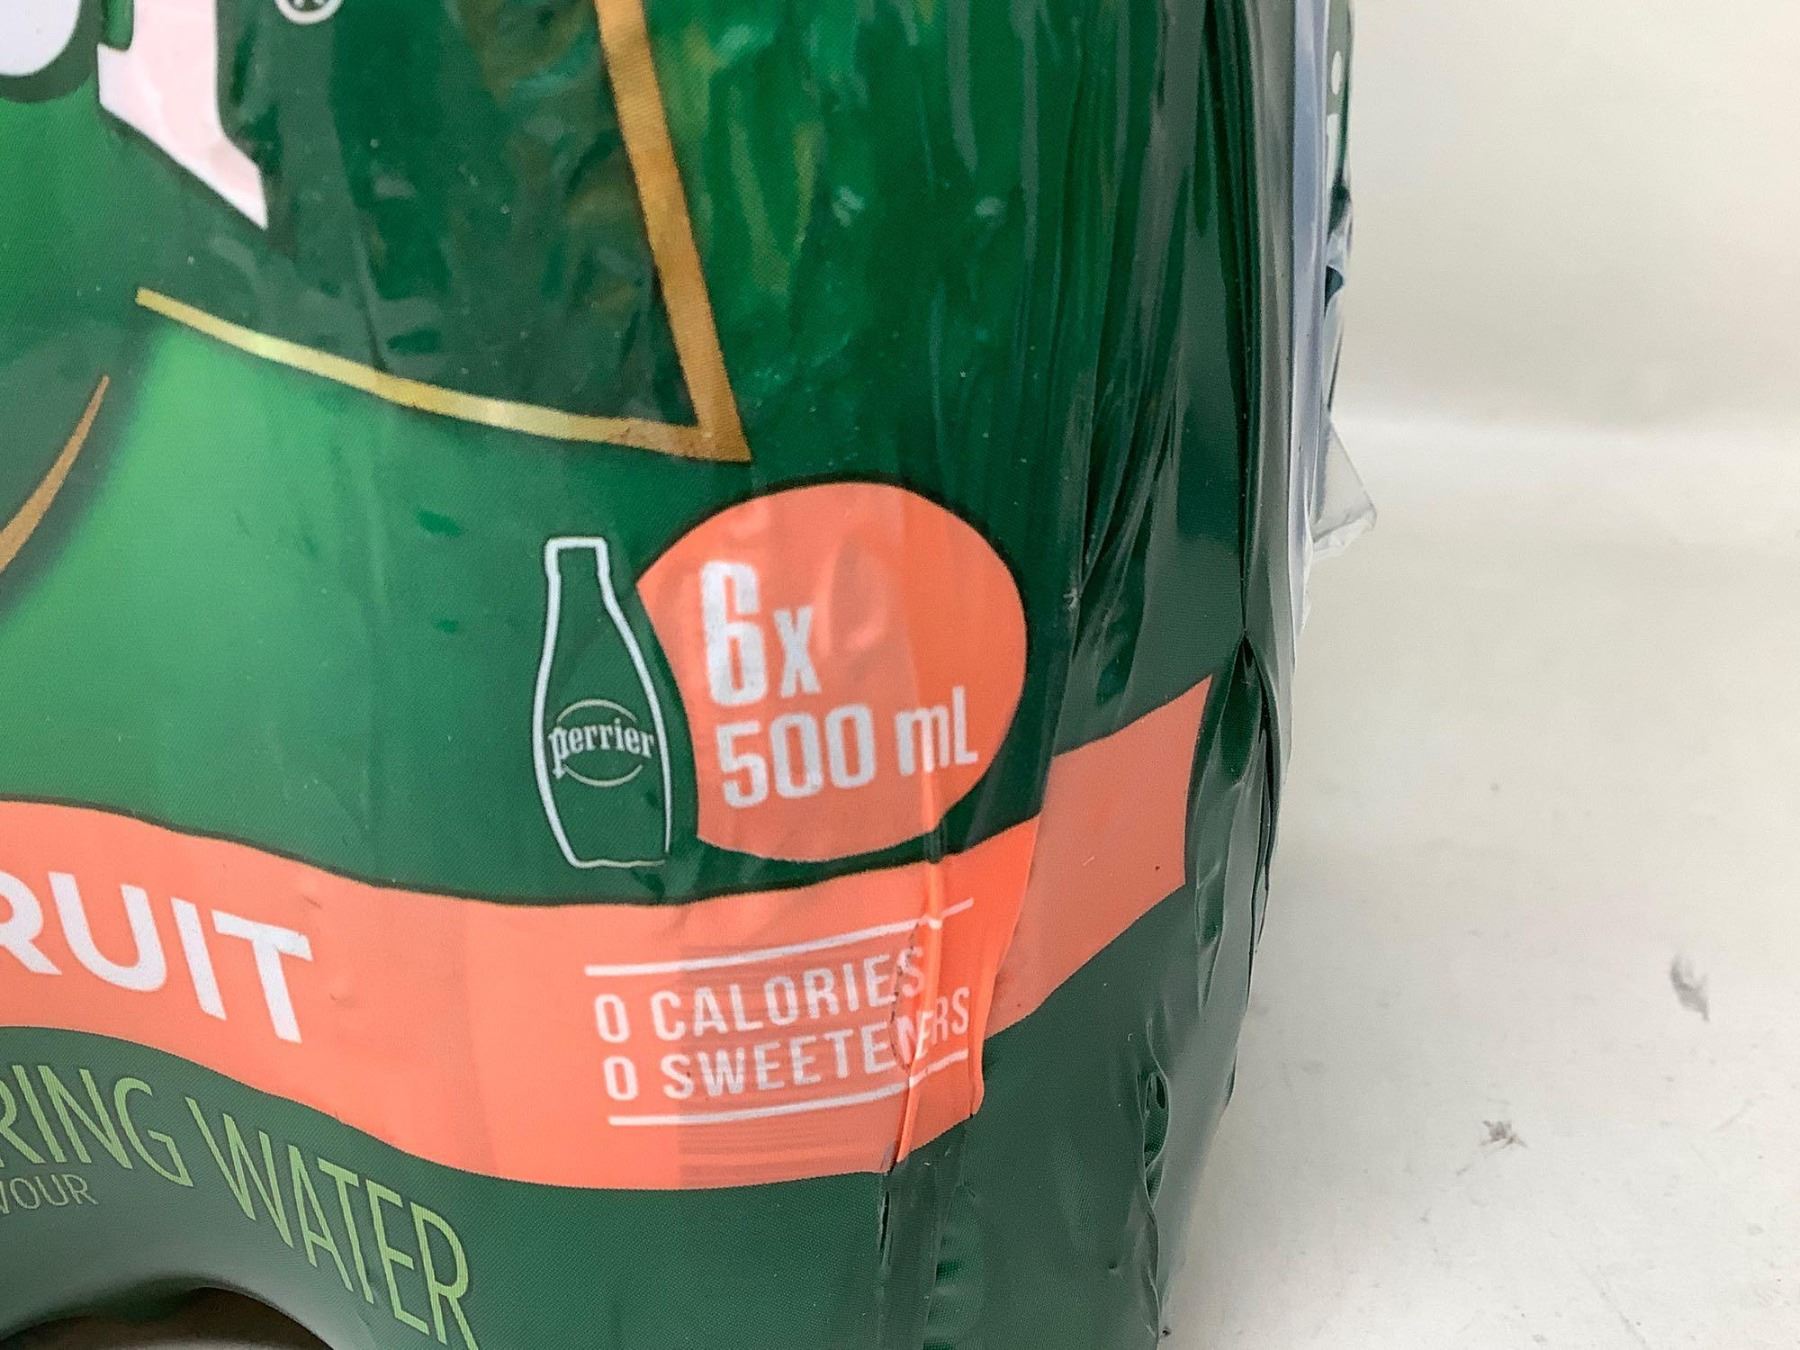 ®
perrier
6x
500 mL
RUIT
0 CALORIES
0 SWEETENERS
RING WATER
VOUR